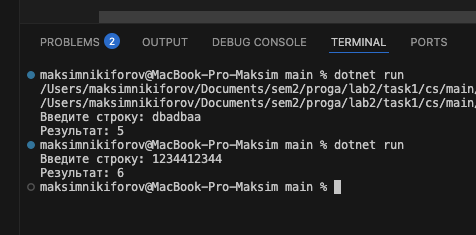 PROBLEMS 2 OUTPUT DEBUG CONSOLE TERMINAL PORTS
maksimnikiforov@MacBook-Pro-Maksim main % dotnet run
/Users/maksimnikiforov/Documents/sem2/proga/lab2/task1/cs/main,
/Users/maksimnikiforov/Documents/sem2/proga/lab2/task1/cs/main,
Введите строку: dbadbaa
Результат: 5
maksimnikiforov@MacBook-Pro-Maksim main % dotnet run
Введите строку: 1234412344
Результат: 6
maksimnikiforov@MacBook-Pro-Maksim main %